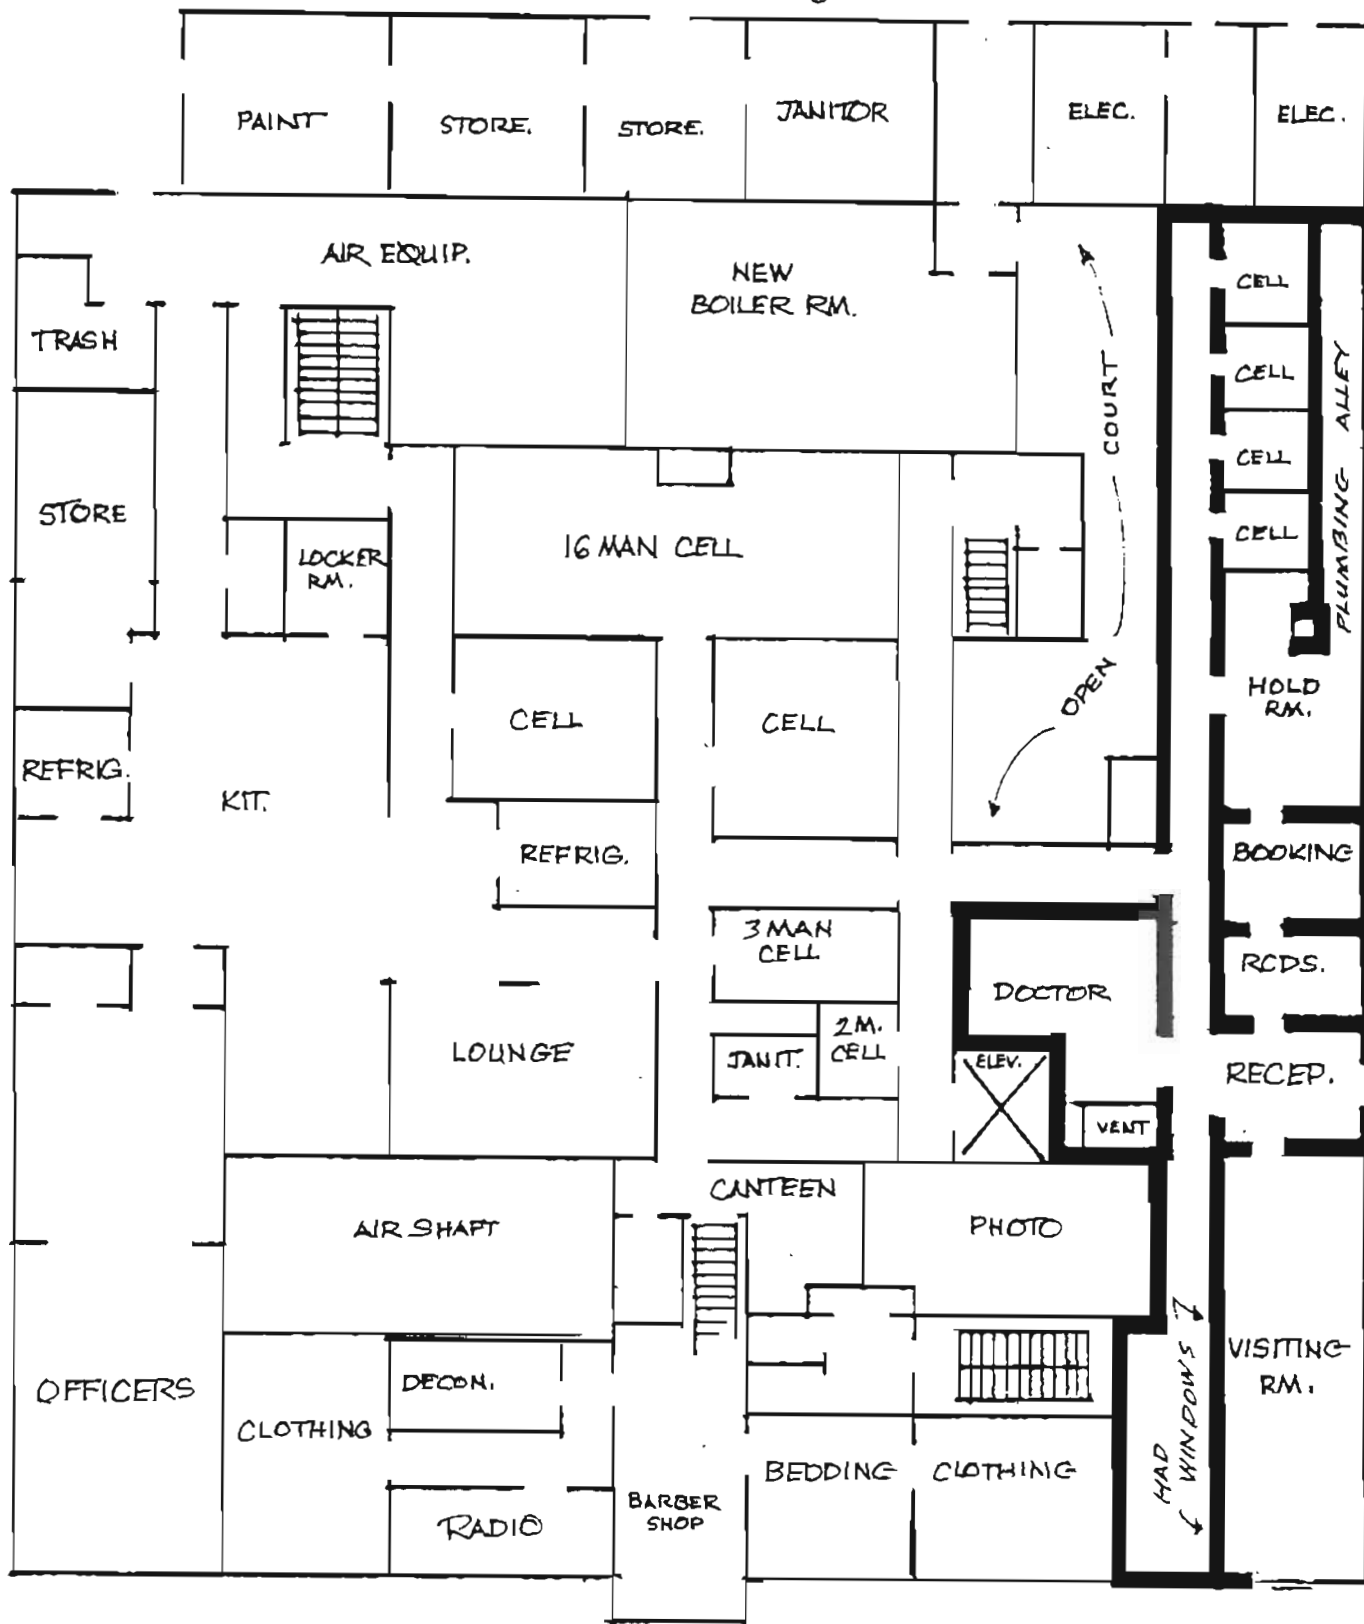 PAINT
STORE.
STORE.
JANITOR
ELEC.
ELEC.
AIR EQUIP.
NEW
BOILER RM.
CELL
TRASH
CELL
COURT
PLUMBING ALLEY
CELL
STORE
16 MAN CELL
CELL
LOCKER
RM.
OPEN
HOLD
RM.
CELL
CELL
REFRIG.
KIT.
REFRIG.
BOOKING
3 MAN
CELL
RCDS.
DOCTOR
2 M.
CELL
LOUNGE
JANIT.
ELEV.
RECEP.
VENT
CANTEEN
AIR SHAFT
PHOTO
VISITING
RM.
OFFICERS
DECON.
CLOTHING
HAD
WINDOWS
BEDDING
CLOTHING
RADIO
BARBER
SHOP